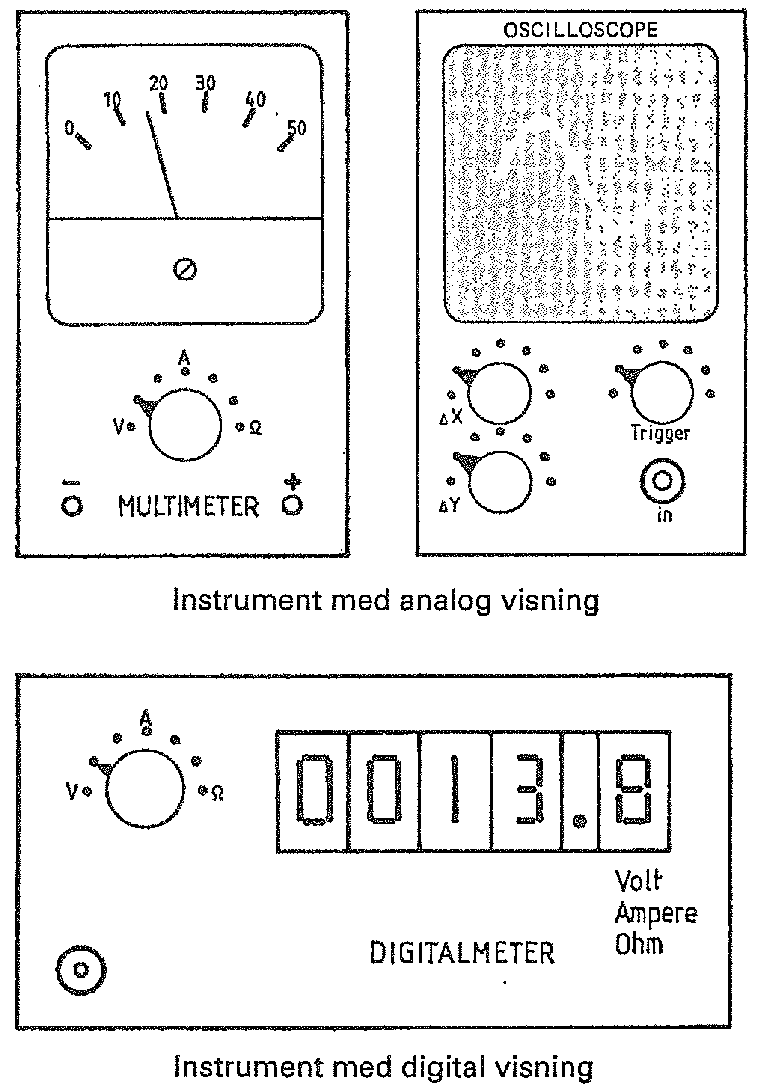 0 10 20 30 40 50
A
V Ω
− +
MULTIMETER
OSCILLOSCOPE
ΔX
Trigger
ΔY
in
Instrument med analog visning
A
V Ω
0013.8
Volt
Ampere
Ohm
DIGITALMETER
Instrument med digital visning